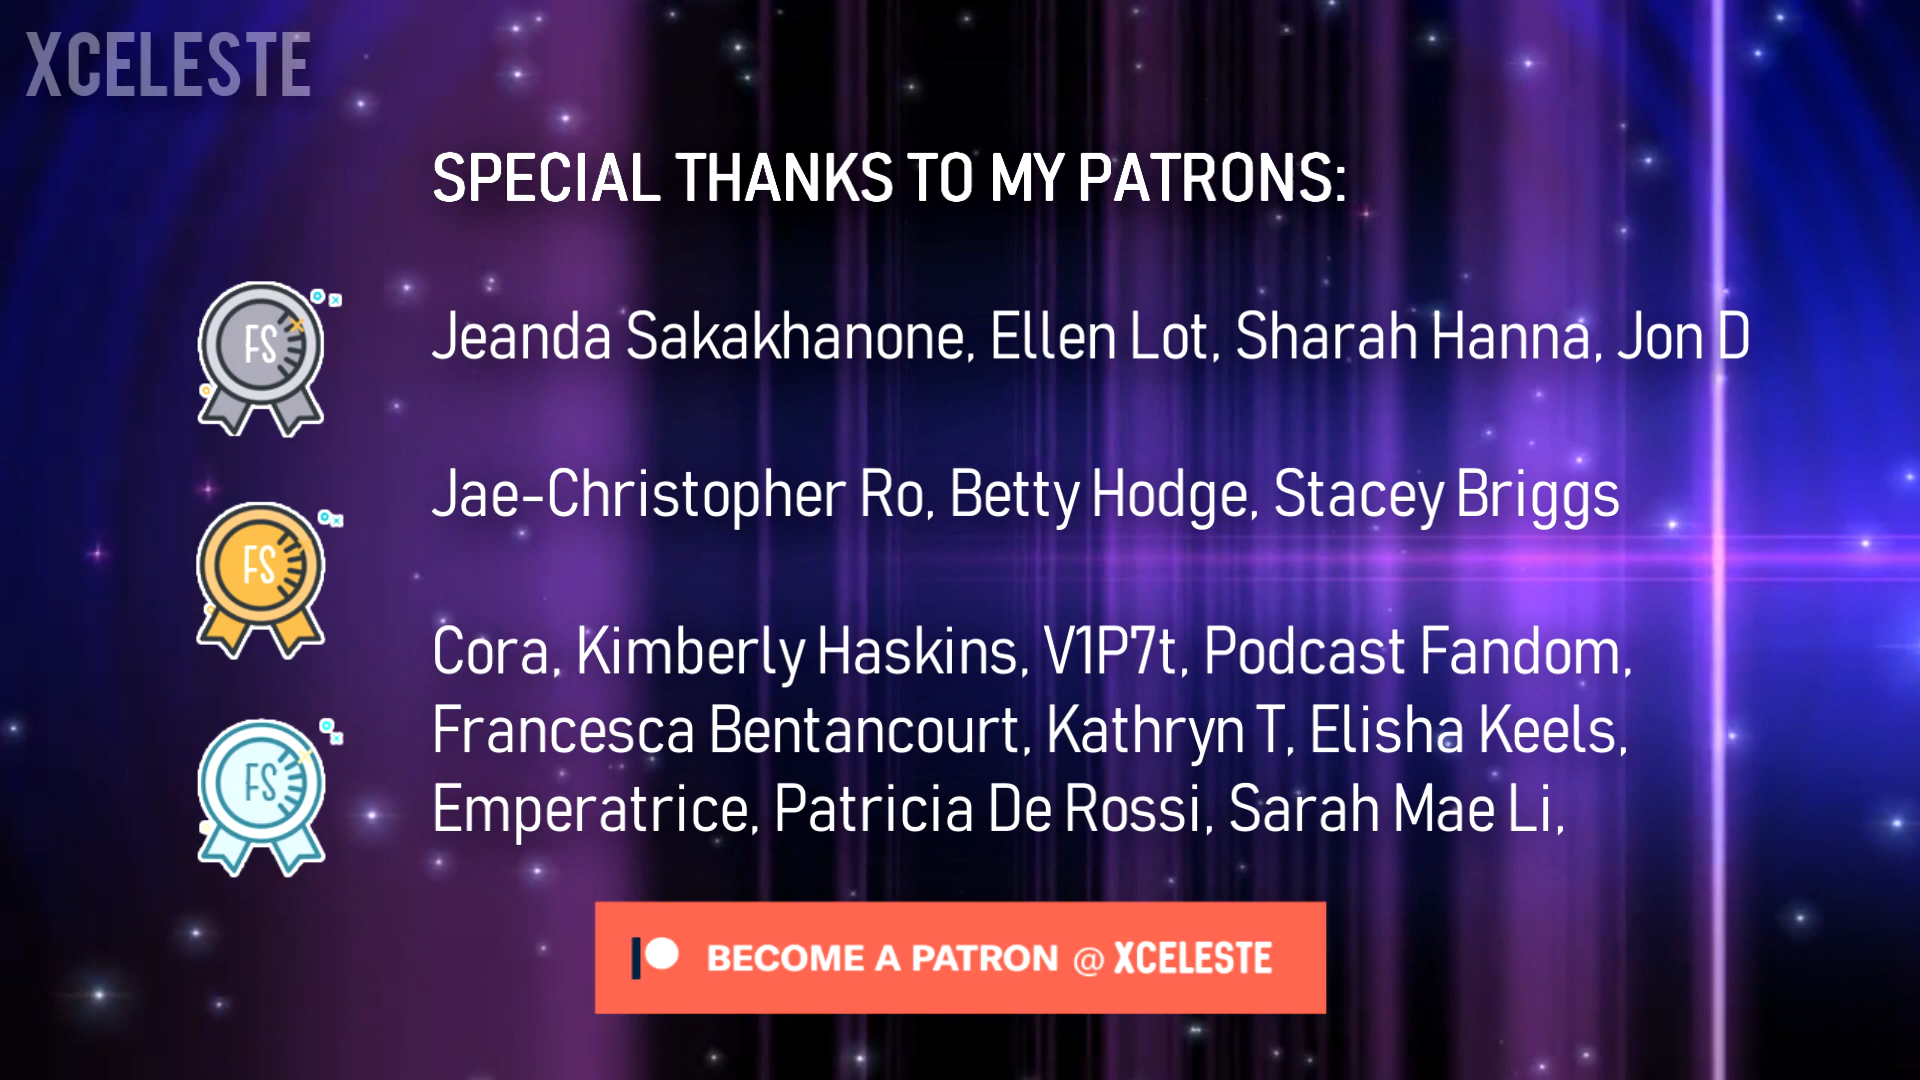 XCELESTE
SPECIAL THANKS TO MY PATRONS:
FS
Jeanda Sakakhanone, Ellen Lot, Sharah Hanna, Jon D
FS
Jae-Christopher Ro, Betty Hodge, Stacey Briggs
FS
Cora, Kimberly Haskins, V1P7t, Podcast Fandom,
Francesca Bentancourt, Kathryn T, Elisha Keels,
Emperatrice, Patricia De Rossi, Sarah Mae Li,
BECOME A PATRON @ XCELESTE